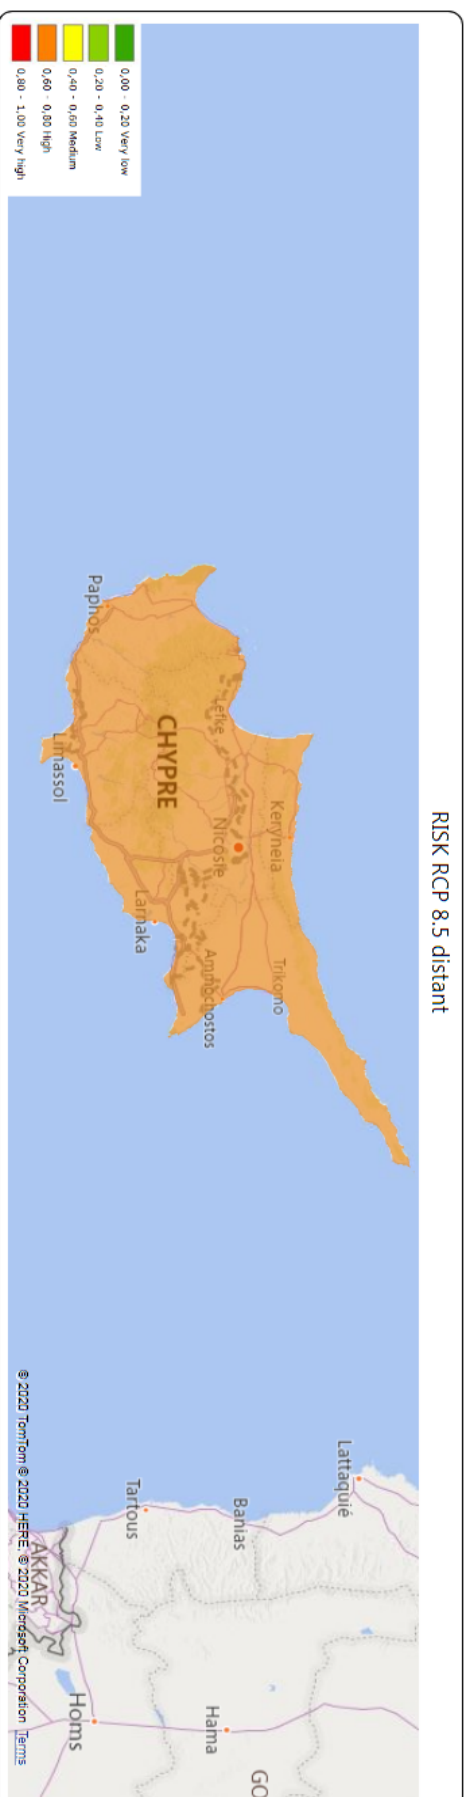 RISK RCP 8.5 distant
Lattaquié
Keryneia
Trikomo
GO
Banias
Lefke
Nicosie
Ammochostos
Hama
CHYPRE
Larnaka
Tartous
Paphos
Limassol
Homs
AKKAR
0,00 - 0,20 Very low
0,20 - 0,40 Low
0,40 - 0,60 Medium
0,60 - 0,80 High
0,80 - 1,00 Very high
© 2020 TomTom © 2020 HERE, © 2020 Microsoft Corporation Terms